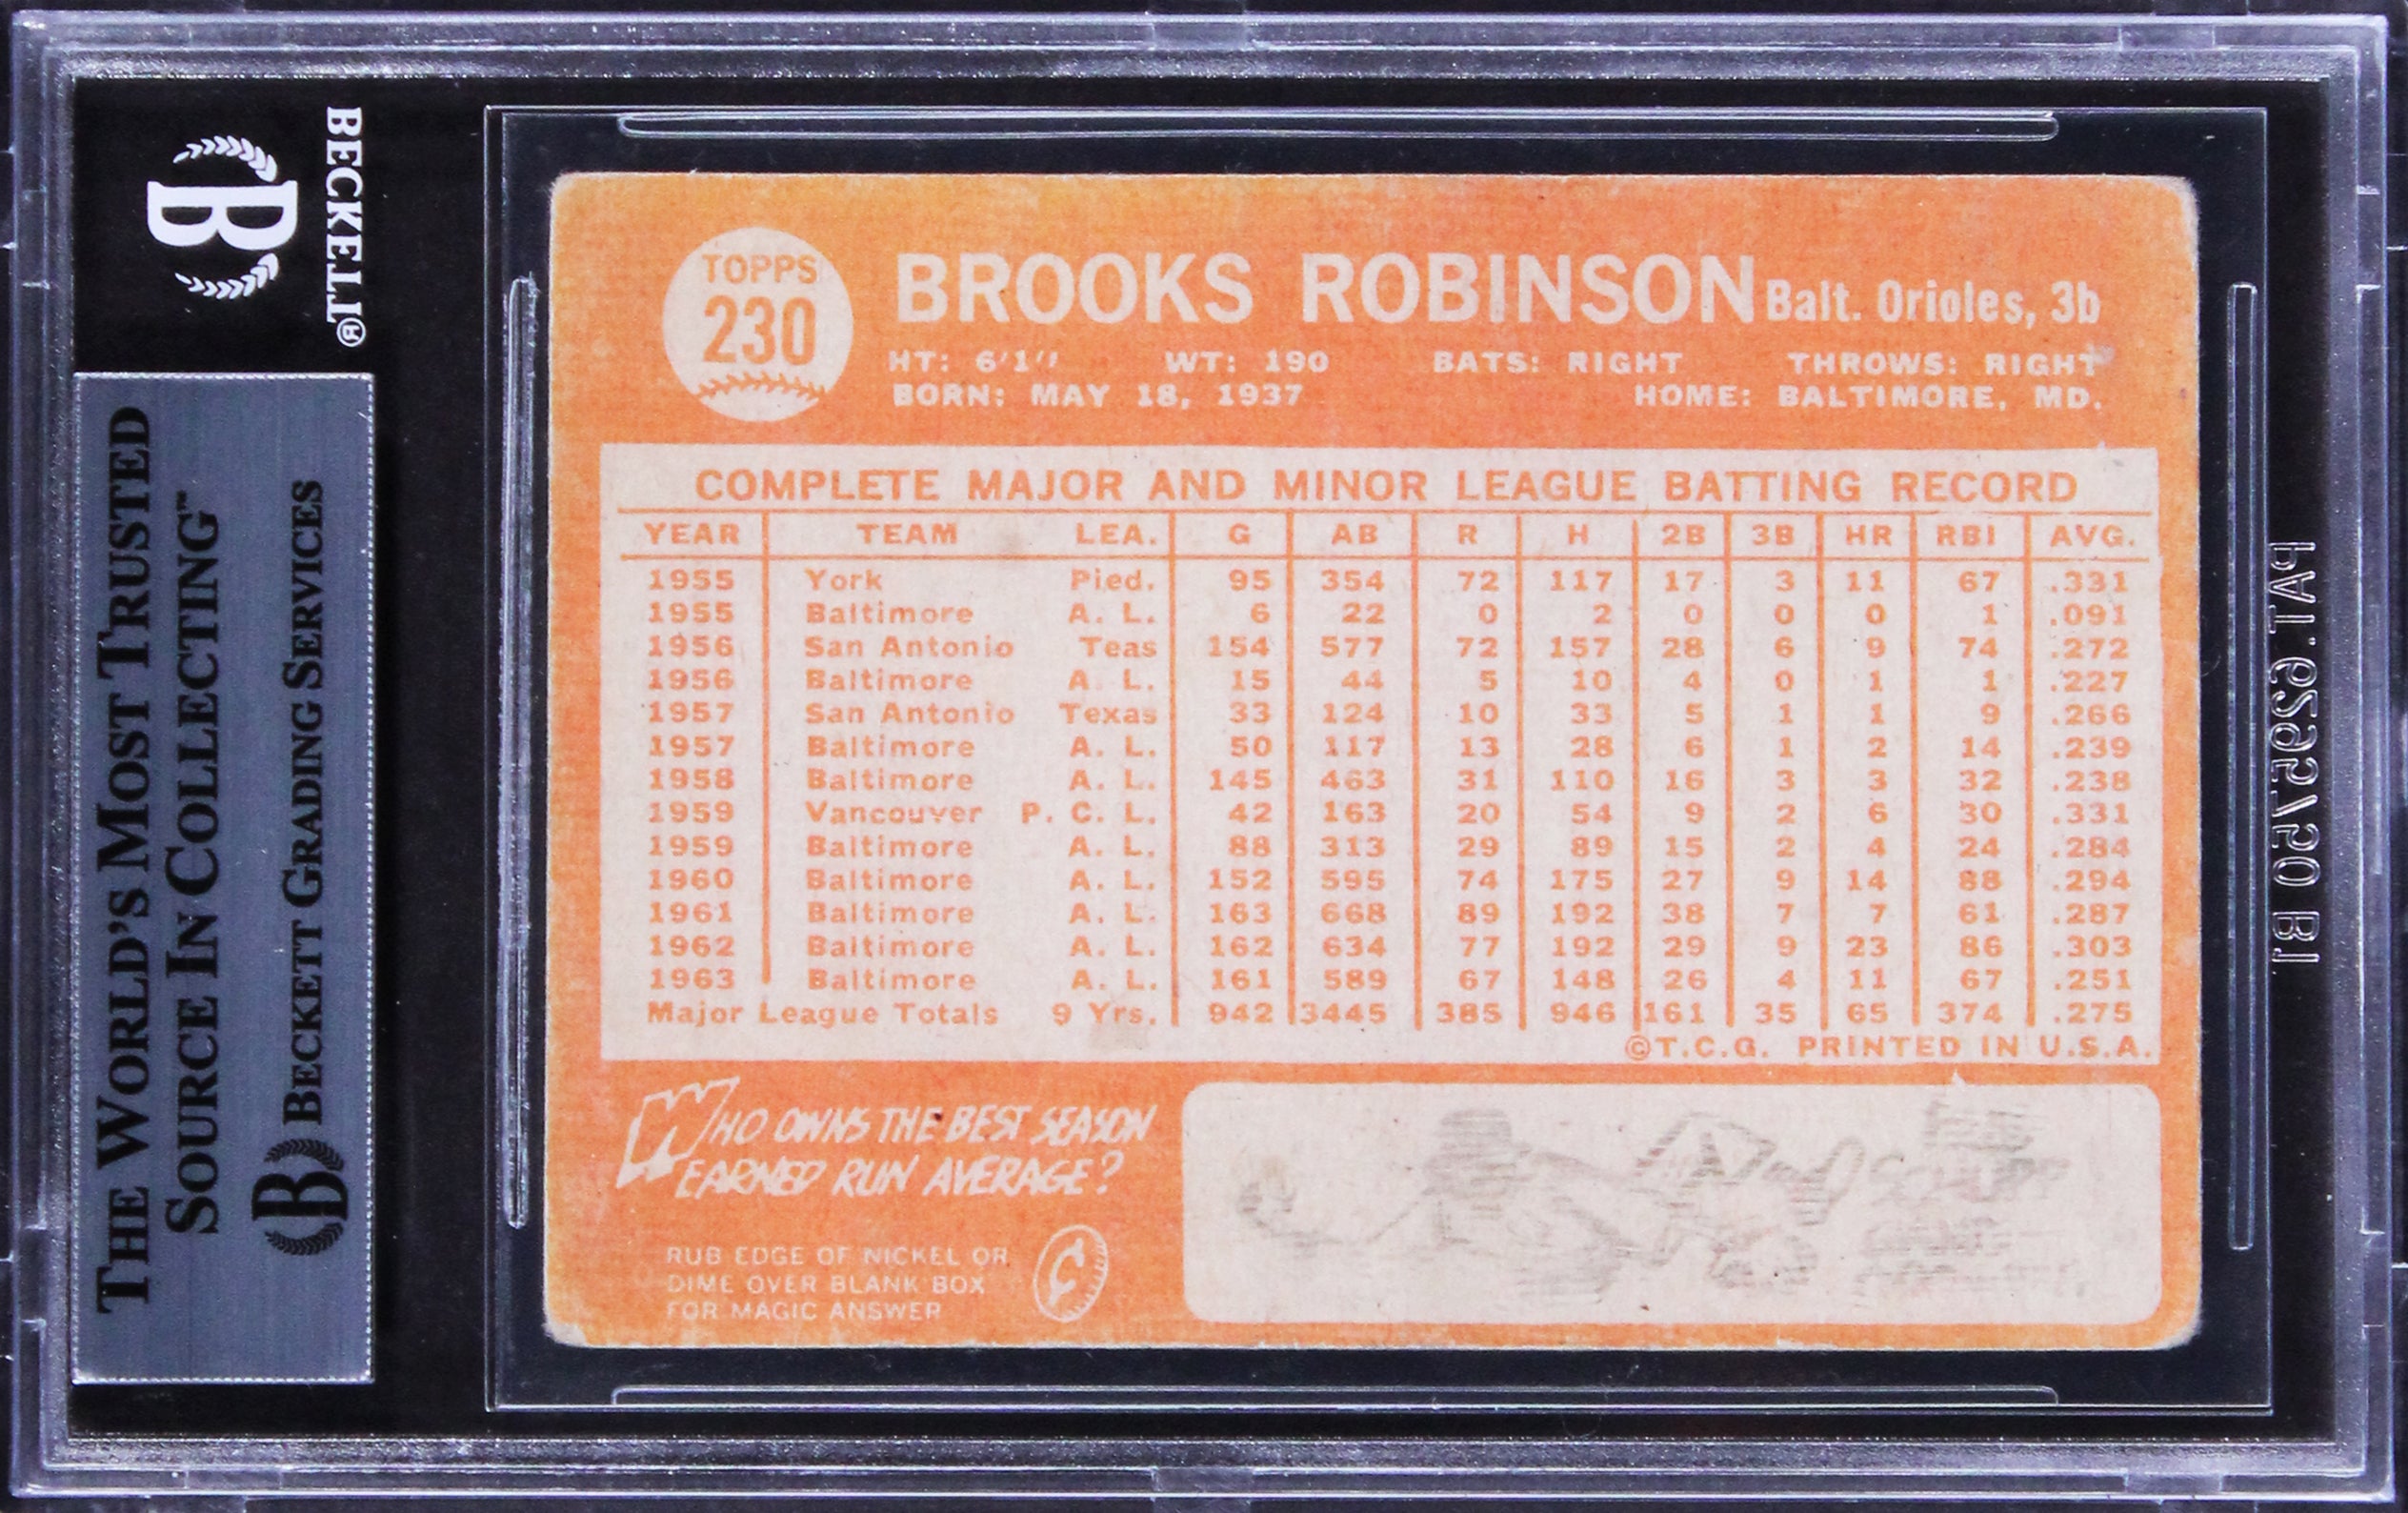 BECKETT®
B
THE WORLD'S MOST TRUSTED
SOURCE IN COLLECTING™
B BECKETT GRADING SERVICES
TOPPS
230
BROOKS ROBINSON Balt. Orioles, 3b
HT: 6'1" WT: 190 BATS: RIGHT THROWS: RIGHT
BORN: MAY 18, 1937 HOME: BALTIMORE, MD.
COMPLETE MAJOR AND MINOR LEAGUE BATTING RECORD
YEAR TEAM LEA. G AB R H 2B 3B HR RBI AVG.
1955 York Pied. 95 354 72 117 17 3 11 67 .331
1955 Baltimore A. L. 6 22 0 2 0 0 0 1 .091
1956 San Antonio Teas 154 577 72 157 28 6 9 74 .272
1956 Baltimore A. L. 15 44 5 10 4 0 1 1 .227
1957 San Antonio Texas 33 124 10 33 5 1 1 9 .266
1957 Baltimore A. L. 50 117 13 28 6 1 2 14 .239
1958 Baltimore A. L. 145 463 31 110 16 3 3 32 .238
1959 Vancouver P. C. L. 42 163 20 54 9 2 6 30 .331
1959 Baltimore A. L. 88 313 29 89 15 2 4 24 .284
1960 Baltimore A. L. 152 595 74 175 27 9 14 88 .294
1961 Baltimore A. L. 163 668 89 192 38 7 7 61 .287
1962 Baltimore A. L. 162 634 77 192 29 9 23 86 .303
1963 Baltimore A. L. 161 589 67 148 26 4 11 67 .251
Major League Totals 9 Yrs. 942 3445 385 946 161 35 65 374 .275
©T.C.G. PRINTED IN U.S.A.
WHO OWNS THE BEST SEASON
EARNED RUN AVERAGE?
RUB EDGE OF NICKEL OR
DIME OVER BLANK BOX
FOR MAGIC ANSWER
PAT. 6295750 B1